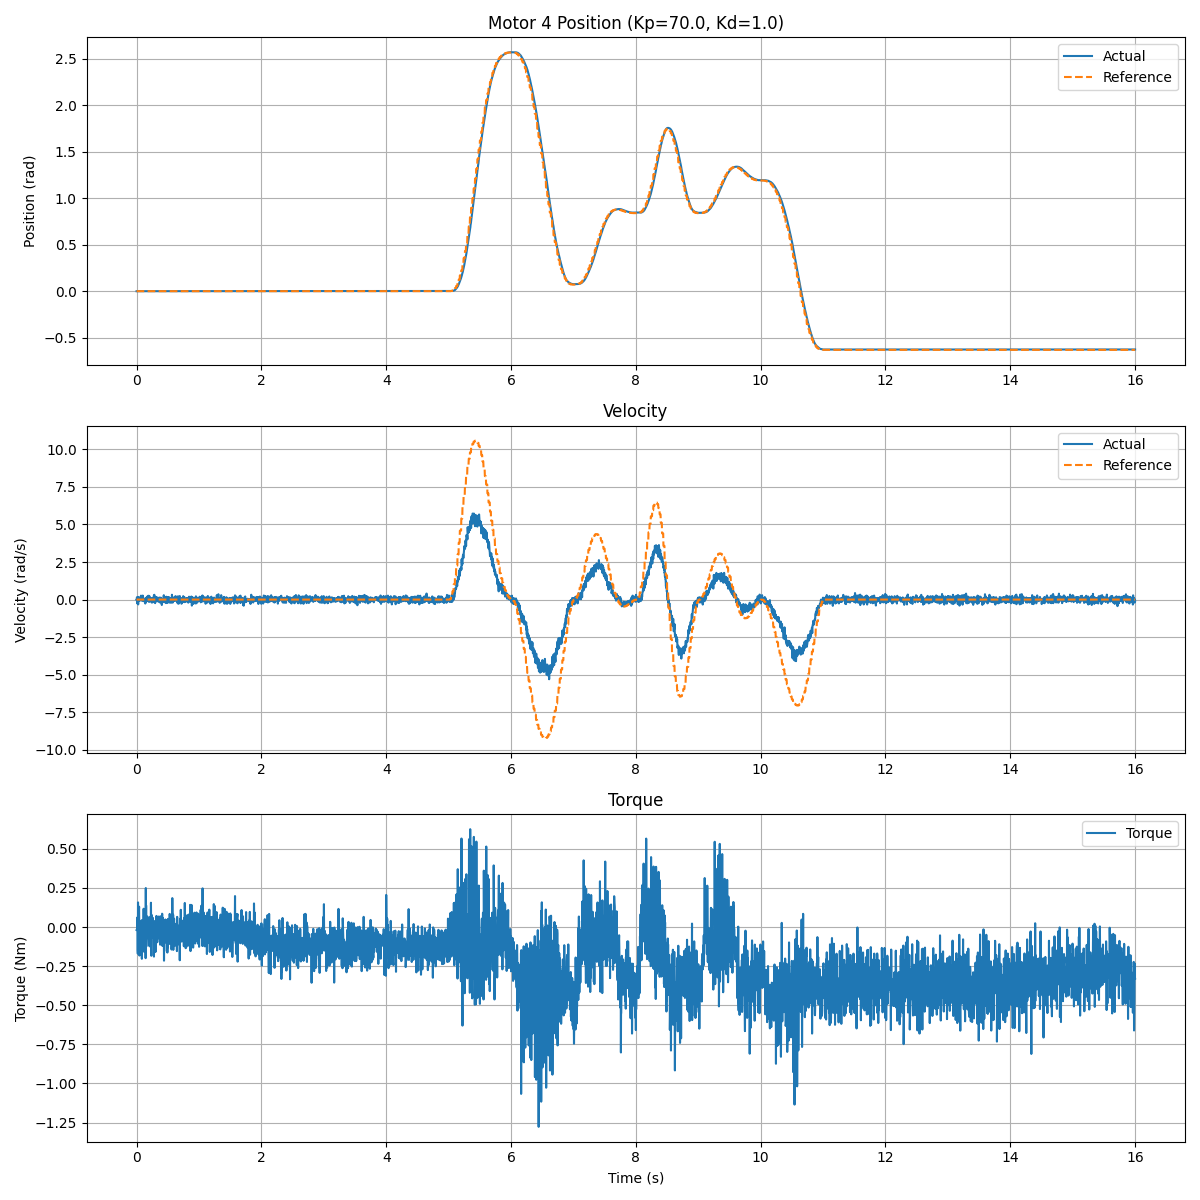 Motor 4 Position (Kp=70.0, Kd=1.0)
Position (rad)
2.5
2.0
1.5
1.0
0.5
0.0
−0.5
Actual
Reference
0 2 4 6 8 10 12 14 16
Velocity
Velocity (rad/s)
10.0
7.5
5.0
2.5
0.0
−2.5
−5.0
−7.5
−10.0
Actual
Reference
0 2 4 6 8 10 12 14 16
Torque
Torque (Nm)
0.50
0.25
0.00
−0.25
−0.50
−0.75
−1.00
−1.25
Torque
0 2 4 6 8 10 12 14 16
Time (s)